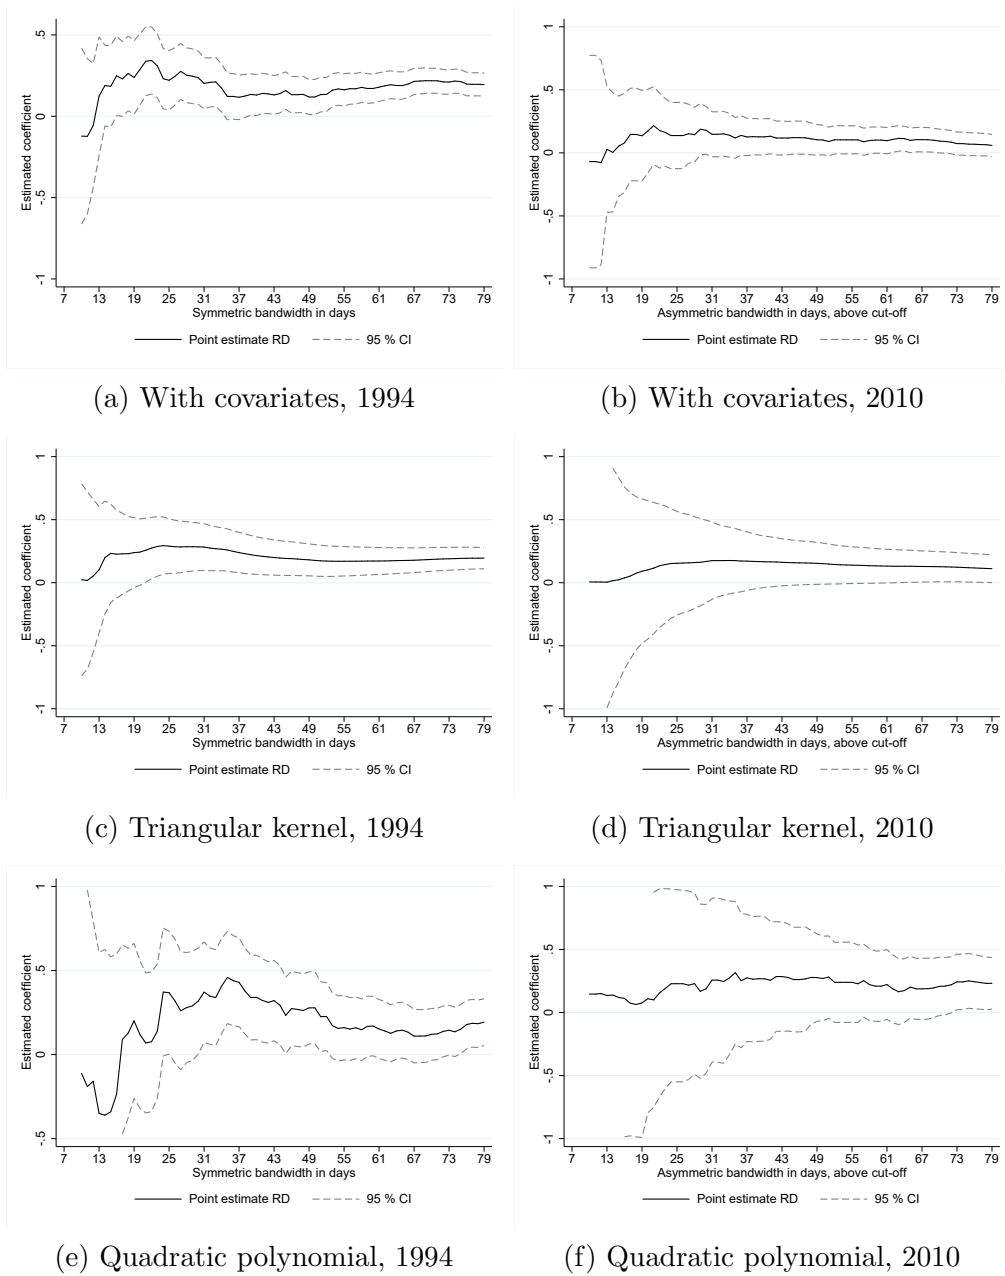 Estimated coefficient
.5
0
-.5
-1
7 13 19 25 31 37 43 49 55 61 67 73 79
Symmetric bandwidth in days
Point estimate RD 95 % CI
(a) With covariates, 1994
Estimated coefficient
1
.5
0
-.5
-1
7 13 19 25 31 37 43 49 55 61 67 73 79
Asymmetric bandwidth in days, above cut-off
Point estimate RD 95 % CI
(b) With covariates, 2010
Estimated coefficient
1
.5
0
-.5
-1
7 13 19 25 31 37 43 49 55 61 67 73 79
Symmetric bandwidth in days
Point estimate RD 95 % CI
(c) Triangular kernel, 1994
Estimated coefficient
1
.5
0
-.5
-1
7 13 19 25 31 37 43 49 55 61 67 73 79
Asymmetric bandwidth in days, above cut-off
Point estimate RD 95 % CI
(d) Triangular kernel, 2010
Estimated coefficient
1
.5
0
-.5
7 13 19 25 31 37 43 49 55 61 67 73 79
Symmetric bandwidth in days
Point estimate RD 95 % CI
(e) Quadratic polynomial, 1994
Estimated coefficient
1
.5
0
-.5
-1
7 13 19 25 31 37 43 49 55 61 67 73 79
Asymmetric bandwidth in days, above cut-off
Point estimate RD 95 % CI
(f) Quadratic polynomial, 2010